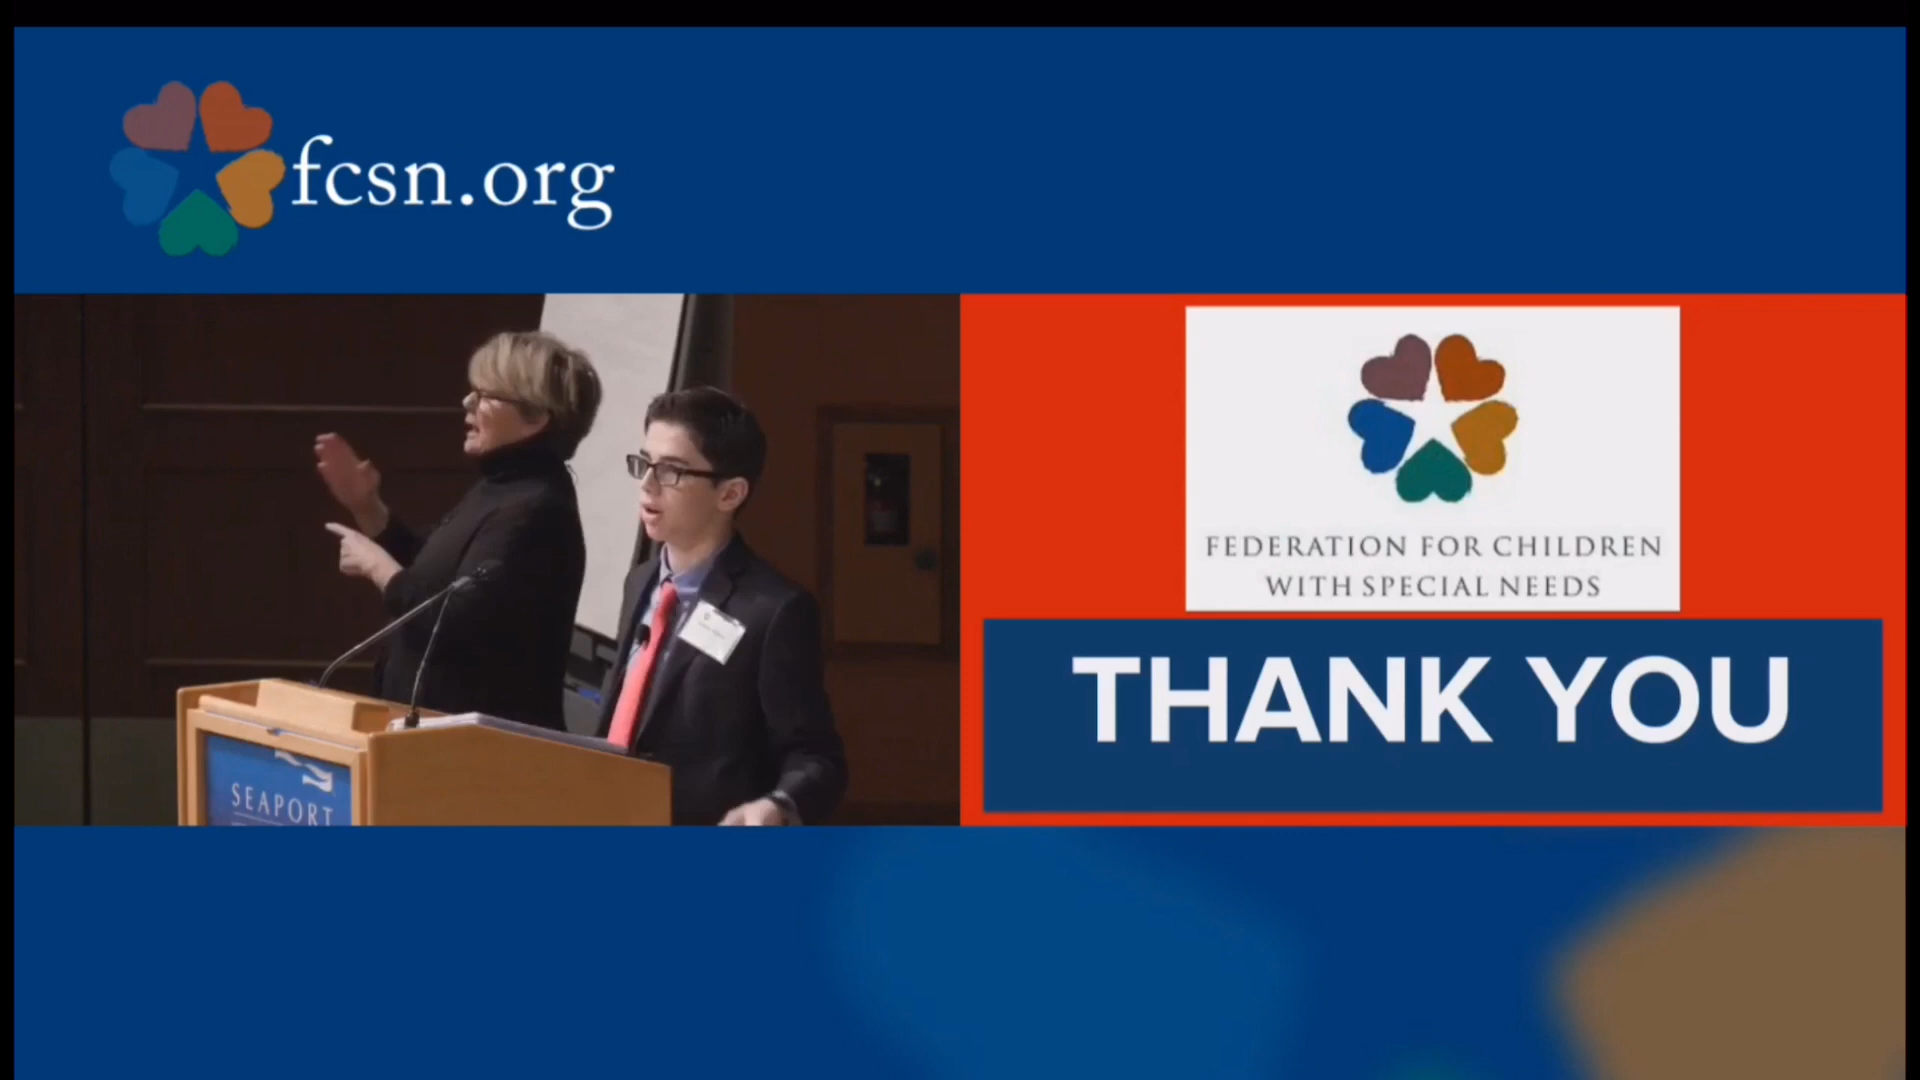 fcsn.org
SEAPORT
FEDERATION FOR CHILDREN
WITH SPECIAL NEEDS
THANK YOU